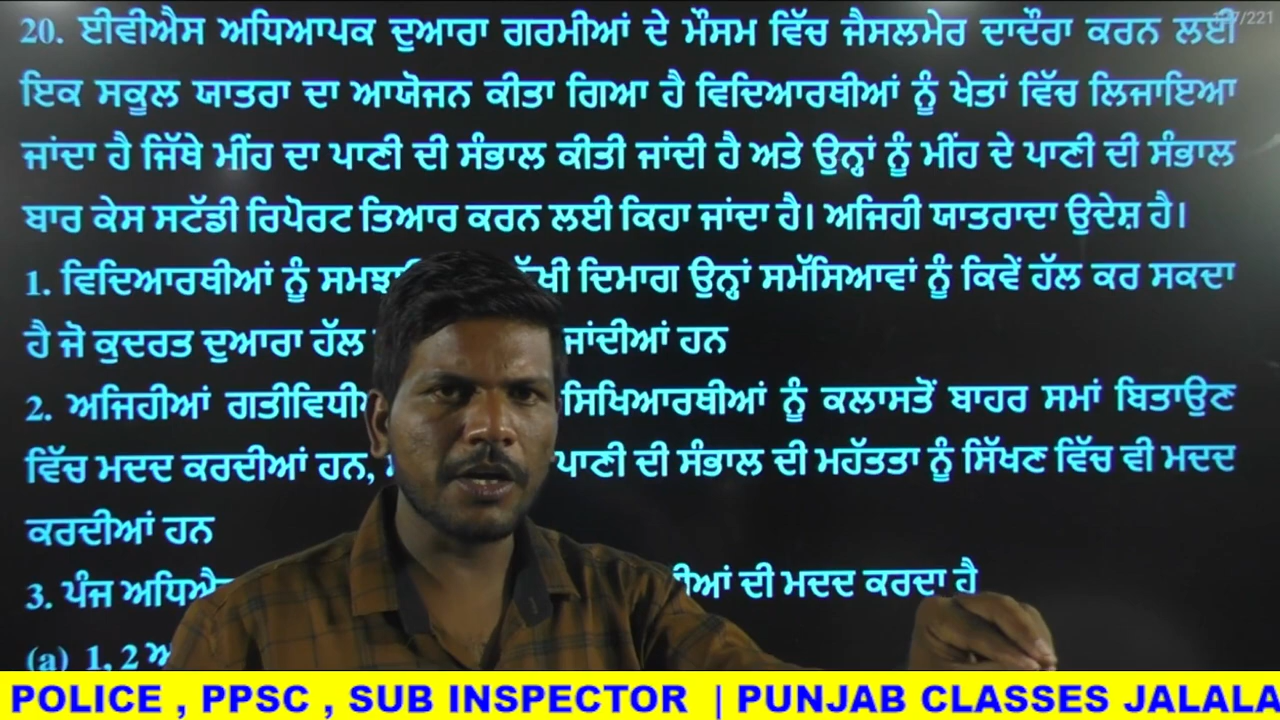 20. ਈਵੀਐਸ ਅਧਿਆਪਕ ਦੁਆਰਾ ਗਰਮੀਆਂ ਦੇ ਮੌਸਮ ਵਿੱਚ ਜੈਸਲਮੇਰ ਦਾਦੌਰਾ ਕਰਨ ਲਈ
ਇਕ ਸਕੂਲ ਯਾਤਰਾ ਦਾ ਆਯੋਜਨ ਕੀਤਾ ਗਿਆ ਹੈ ਵਿਦਿਆਰਥੀਆਂ ਨੂੰ ਖੇਤਾਂ ਵਿੱਚ ਲਿਜਾਇਆ
ਜਾਂਦਾ ਹੈ ਜਿੱਥੇ ਮੀਂਹ ਦਾ ਪਾਣੀ ਦੀ ਸੰਭਾਲ ਕੀਤੀ ਜਾਂਦੀ ਹੈ ਅਤੇ ਉਨ੍ਹਾਂ ਨੂੰ ਮੀਂਹ ਦੇ ਪਾਣੀ ਦੀ ਸੰਭਾਲ
ਬਾਰ ਕੇਸ ਸਟੱਡੀ ਰਿਪੋਰਟ ਤਿਆਰ ਕਰਨ ਲਈ ਕਿਹਾ ਜਾਂਦਾ ਹੈ। ਅਜਿਹੀ ਯਾਤਰਾਦਾ ਉਦੇਸ਼ ਹੈ।
1. ਵਿਦਿਆਰਥੀਆਂ ਨੂੰ ਦਿਮਾਗ ਉਨ੍ਹਾਂ ਸਮੱਸਿਆਵਾਂ ਨੂੰ ਕਿਵੇਂ ਹੱਲ ਕਰ ਸਕਦਾ
ਹੈ ਜੋ ਕੁਦਰਤ ਦੁਆਰਾ ਹੱਲ ਜਾਂਦੀਆਂ ਹਨ
2. ਅਜਿਹੀਆਂ ਸਿਖਿਆਰਥੀਆਂ ਨੂੰ ਕਲਾਸਤੋਂ ਬਾਹਰ ਸਮਾਂ ਬਿਤਾਉਣ
ਵਿੱਚ ਮਦਦ ਕਰਦੀਆਂ ਹਨ, ਪਾਣੀ ਦੀ ਸੰਭਾਲ ਦੀ ਮਹੱਤਤਾ ਨੂੰ ਸਿੱਖਣ ਵਿੱਚ ਵੀ ਮਦਦ
ਕਰਦੀਆਂ ਹਨ
3. ਪੰਜ ਦੀ ਮਦਦ ਕਰਦਾ ਹੈ
(a) 1, 2
POLICE , PPSC , SUB INSPECTOR | PUNJAB CLASSES JALALA